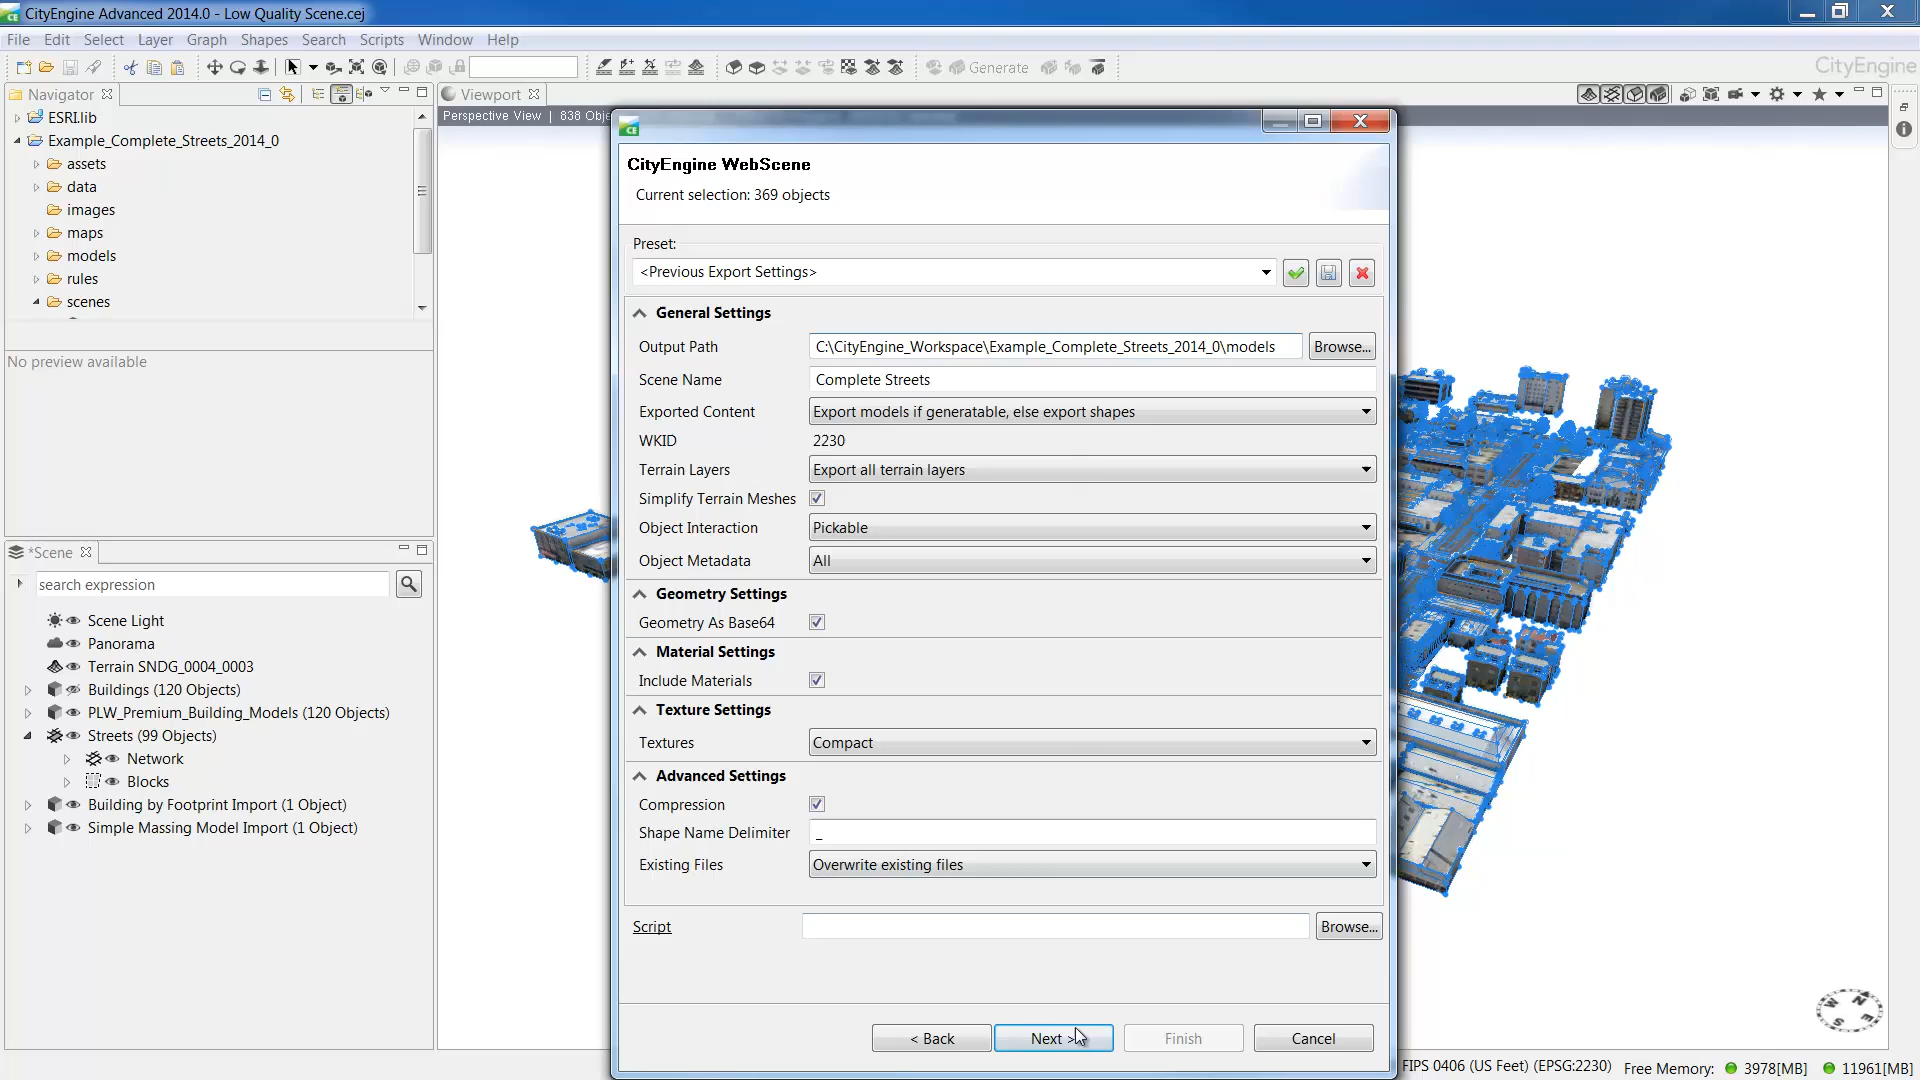 CityEngine Advanced 2014.0 - Low Quality Scene.cej
File Edit Select Layer Graph Shapes Search Scripts Window Help
Generate
CityEngine
Navigator
Viewport
Perspective View | 838 Obje
ESRI.lib
Example_Complete_Streets_2014_0
assets
data
images
maps
models
rules
scenes
No preview available
*Scene
search expression
Scene Light
Panorama
Terrain SNDG_0004_0003
Buildings (120 Objects)
PLW_Premium_Building_Models (120 Objects)
Streets (99 Objects)
Network
Blocks
Building by Footprint Import (1 Object)
Simple Massing Model Import (1 Object)
CE
CityEngine WebScene
Current selection: 369 objects
Preset:
<Previous Export Settings>
General Settings
Output Path C:\CityEngine_Workspace\Example_Complete_Streets_2014_0\models Browse...
Scene Name Complete Streets
Exported Content Export models if generatable, else export shapes
WKID 2230
Terrain Layers Export all terrain layers
Simplify Terrain Meshes
Object Interaction Pickable
Object Metadata All
Geometry Settings
Geometry As Base64
Material Settings
Include Materials
Texture Settings
Textures Compact
Advanced Settings
Compression
Shape Name Delimiter _
Existing Files Overwrite existing files
Script Browse...
< Back Next > Finish Cancel
W N E S
FIPS 0406 (US Feet) (EPSG:2230) Free Memory: 3978[MB] 11961[MB]